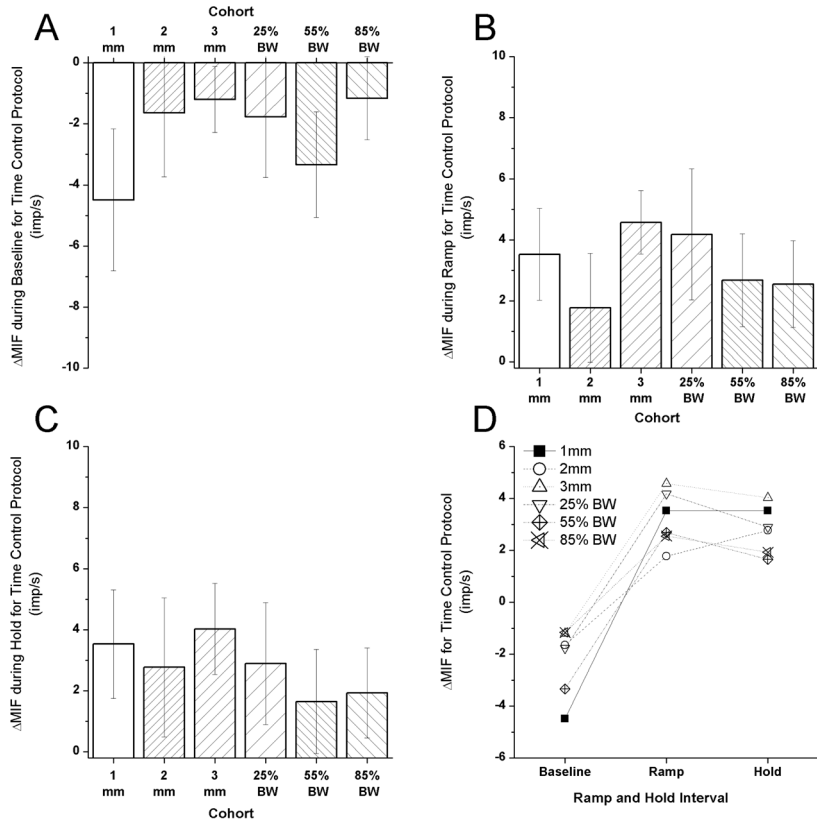 A
Cohort
1 mm
2 mm
3 mm
25% BW
55% BW
85% BW
0
-2
-4
-6
-8
-10
ΔMIF during Baseline for Time Control Protocol
(imp/s)
B
10
8
6
4
2
0
ΔMIF during Ramp for Time Control Protocol
(imp/s)
1 mm
2 mm
3 mm
25% BW
55% BW
85% BW
Cohort
C
10
8
6
4
2
0
ΔMIF during Hold for Time Control Protocol
(imp/s)
1 mm
2 mm
3 mm
25% BW
55% BW
85% BW
Cohort
D
6
4
2
0
-2
-4
-6
ΔMIF for Time Control Protocol
(imp/s)
1mm
2mm
3mm
25% BW
55% BW
85% BW
Baseline
Ramp
Hold
Ramp and Hold Interval